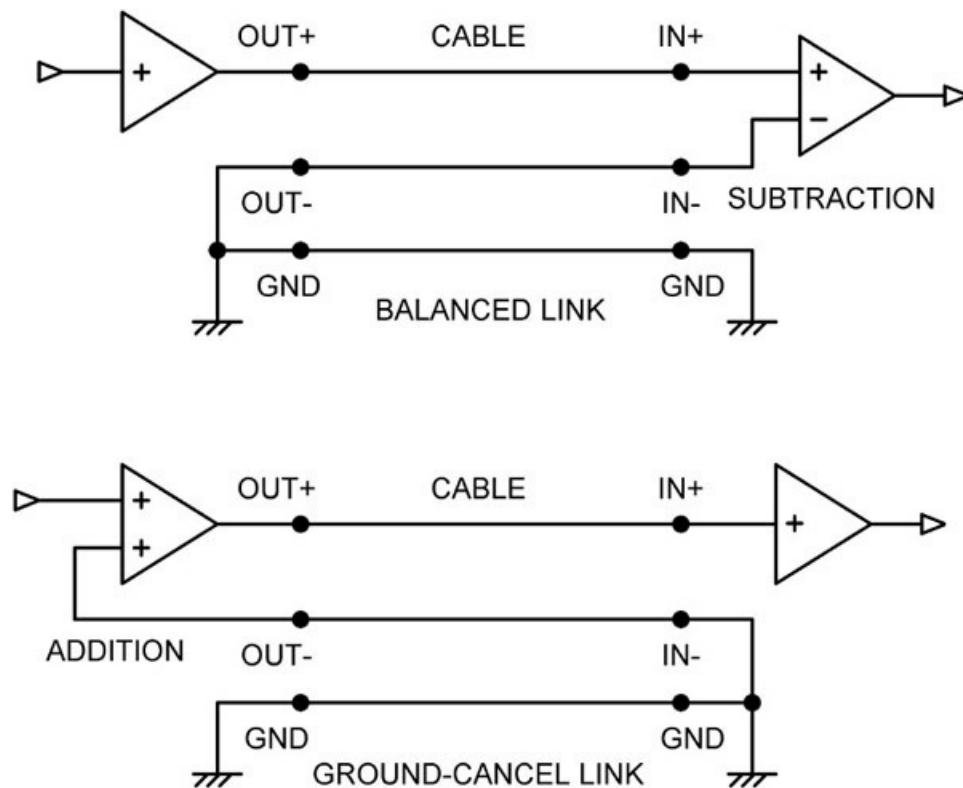 OUT+ CABLE IN+
+ +
−
OUT- IN- SUBTRACTION
GND GND
BALANCED LINK
OUT+ CABLE IN+
+ +
+
ADDITION OUT- IN-
GND GND
GROUND-CANCEL LINK